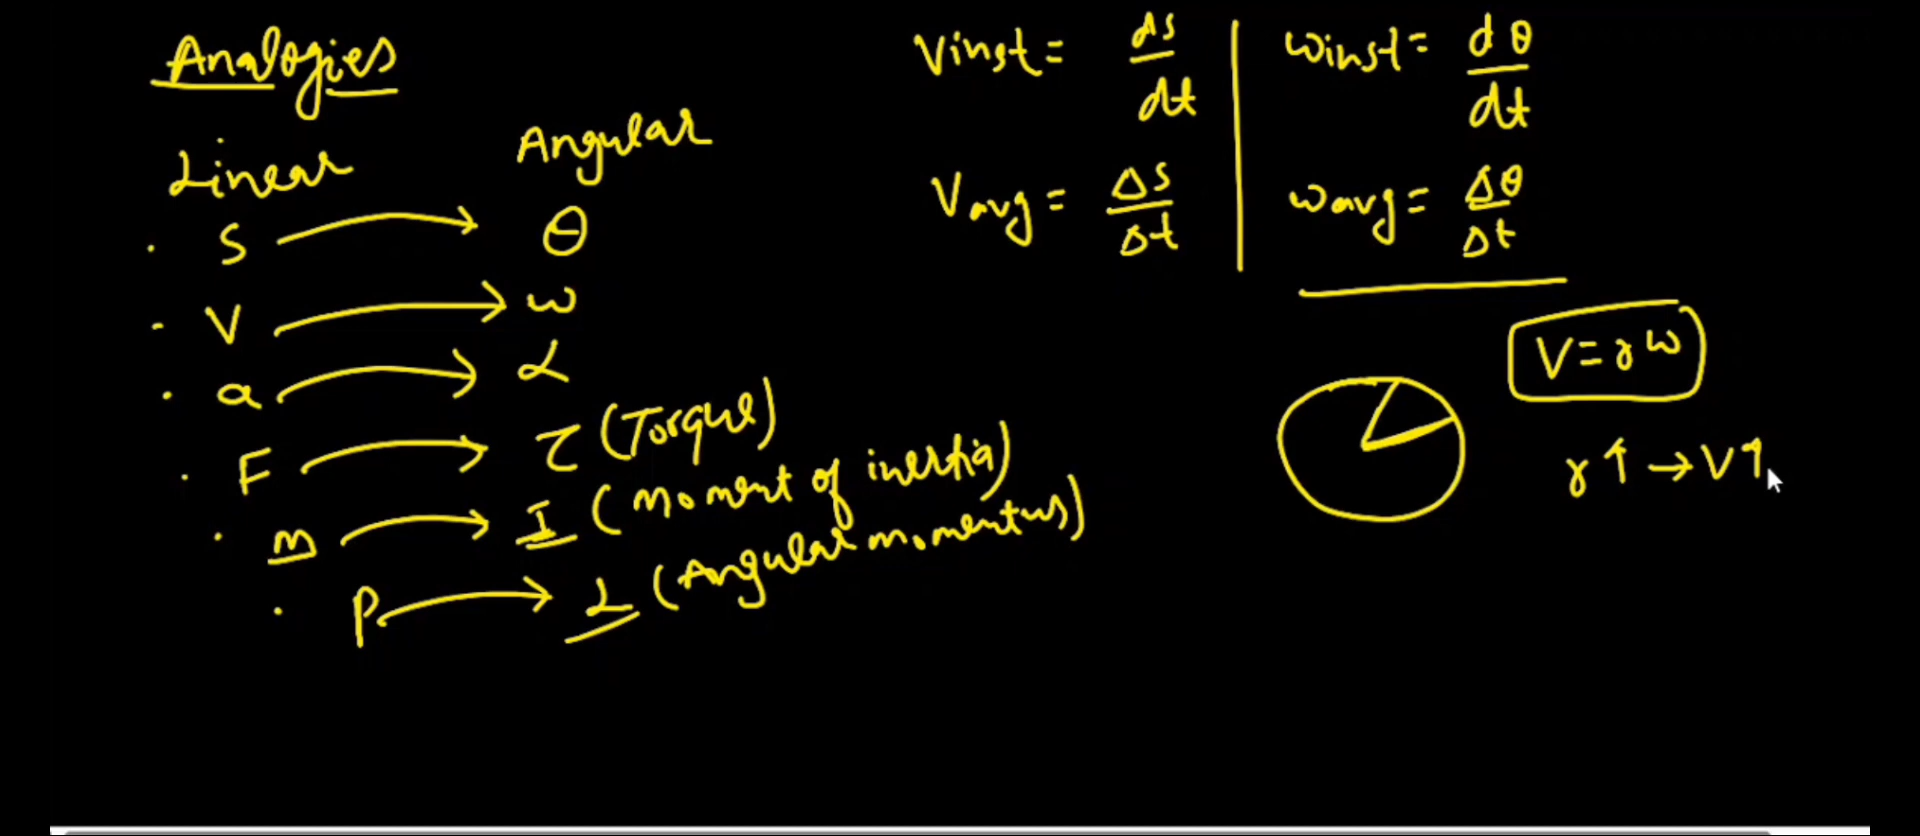 Analogies
Linear Angular
. S → θ
- V → ω
. a → α
. F → τ (Torque)
. m → I (moment of inertia)
. P → L (Angular momentum)
Vinst = ds/dt | ωinst = dθ/dt
Vavg = Δs/Δt | ωavg = Δθ/Δt
V = rω
r↑ → V↑